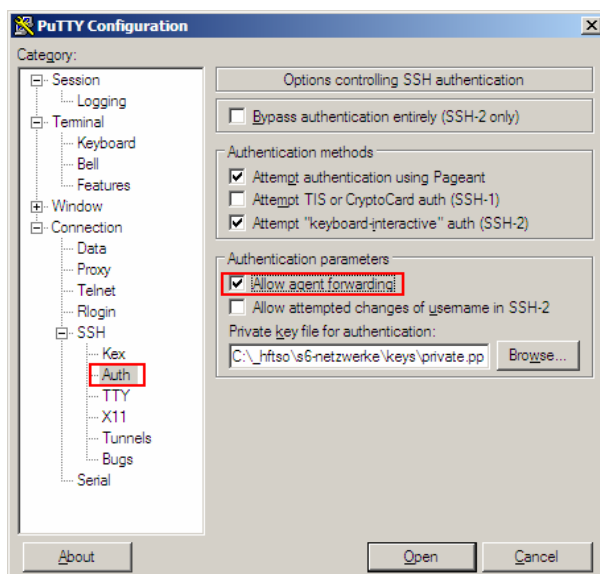 PuTTY Configuration
Category:
Session
Logging
Terminal
Keyboard
Bell
Features
Window
Connection
Data
Proxy
Telnet
Rlogin
SSH
Kex
Auth
TTY
X11
Tunnels
Bugs
Serial
Options controlling SSH authentication
Bypass authentication entirely (SSH-2 only)
Authentication methods
Attempt authentication using Pageant
Attempt TIS or CryptoCard auth (SSH-1)
Attempt "keyboard-interactive" auth (SSH-2)
Authentication parameters
Allow agent forwarding
Allow attempted changes of username in SSH-2
Private key file for authentication:
C:\_hftso\s6-netzwerke\keys\private.pp
Browse...
About
Open
Cancel